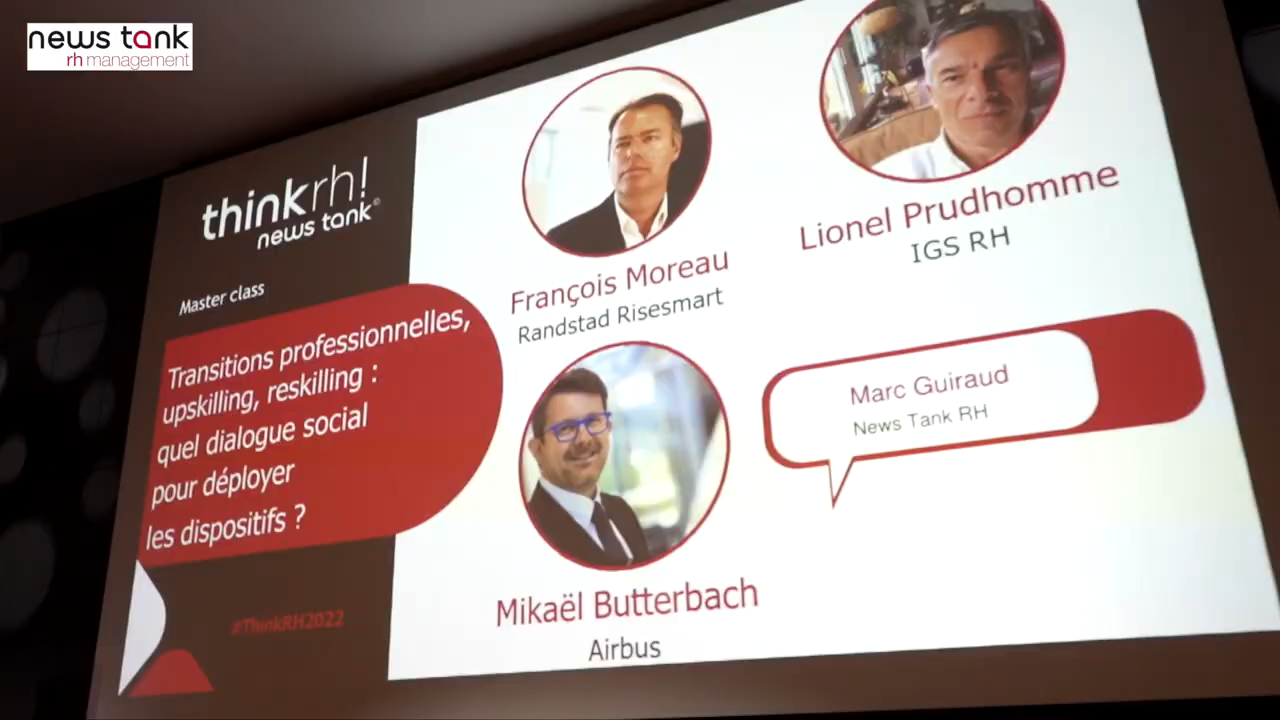 news tank
rh management
thinkrh!
news tank©
Master class
Transitions professionnelles,
upskilling, reskilling :
quel dialogue social
pour déployer
les dispositifs ?
#ThinkRH2022
François Moreau
Randstad Risesmart
Lionel Prudhomme
IGS RH
Mikaël Butterbach
Airbus
Marc Guiraud
News Tank RH